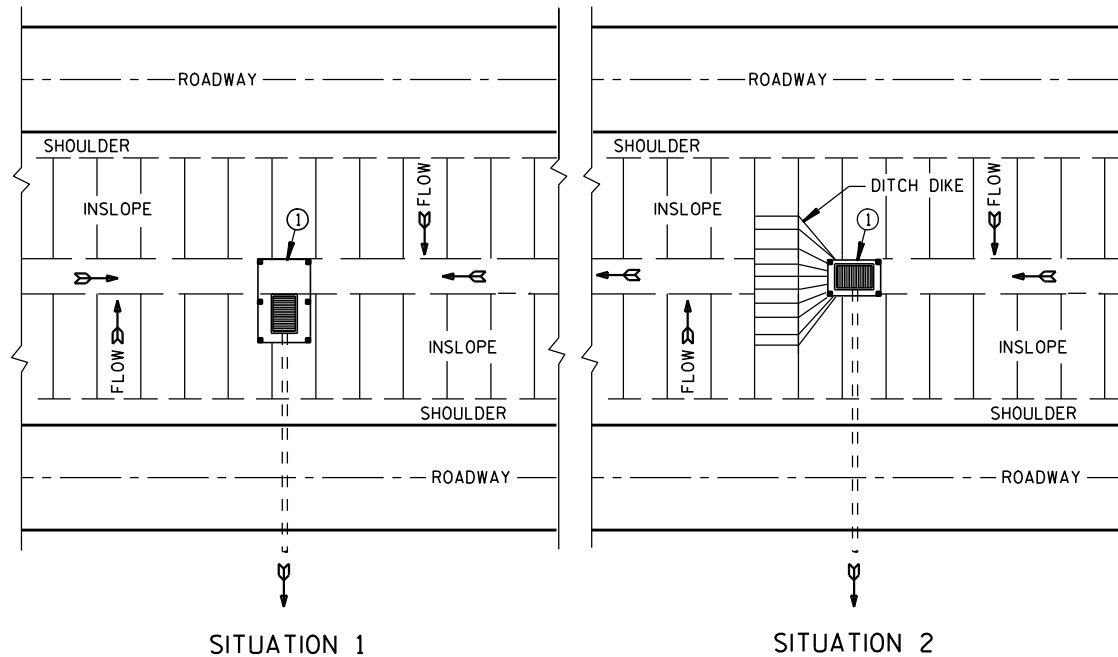 ROADWAY
SHOULDER
FLOW
INSLOPE
1
FLOW
INSLOPE
SHOULDER
ROADWAY
SITUATION 1
ROADWAY
SHOULDER
DITCH DIKE
FLOW
INSLOPE
1
FLOW
INSLOPE
SHOULDER
ROADWAY
SITUATION 2